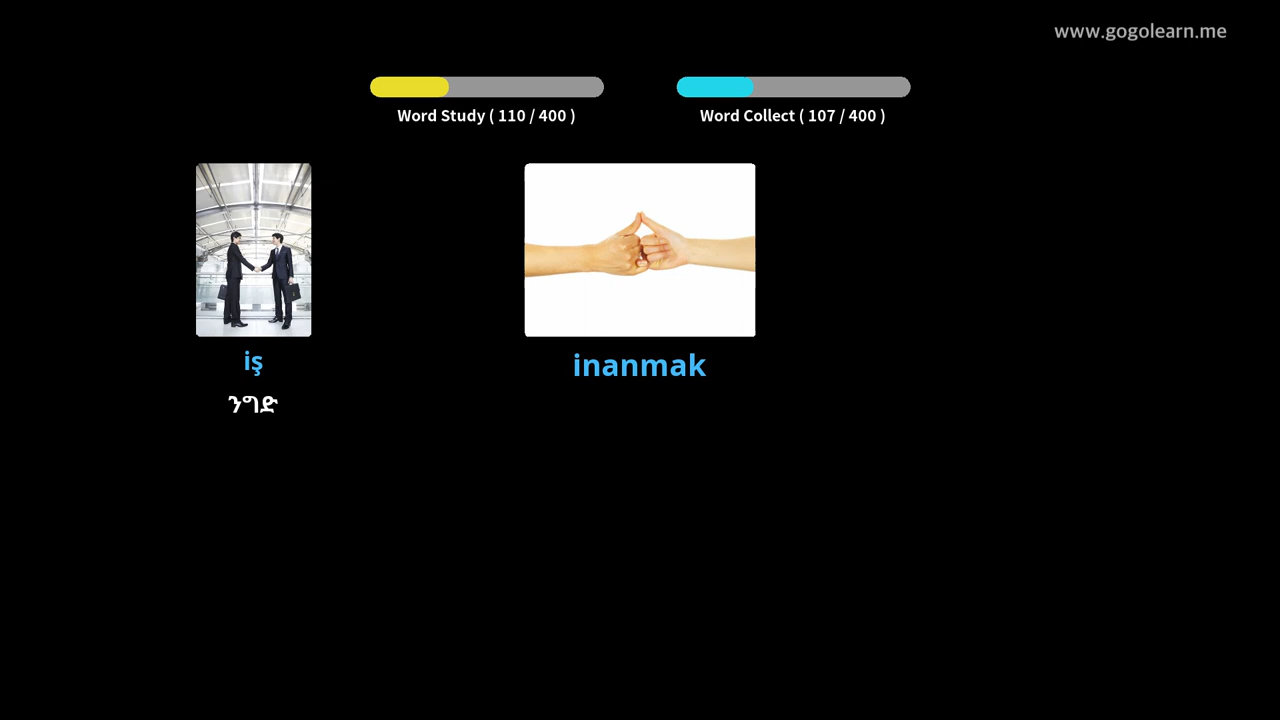 www.gogolearn.me
Word Study ( 110 / 400 )
Word Collect ( 107 / 400 )
iş
ንግድ
inanmak